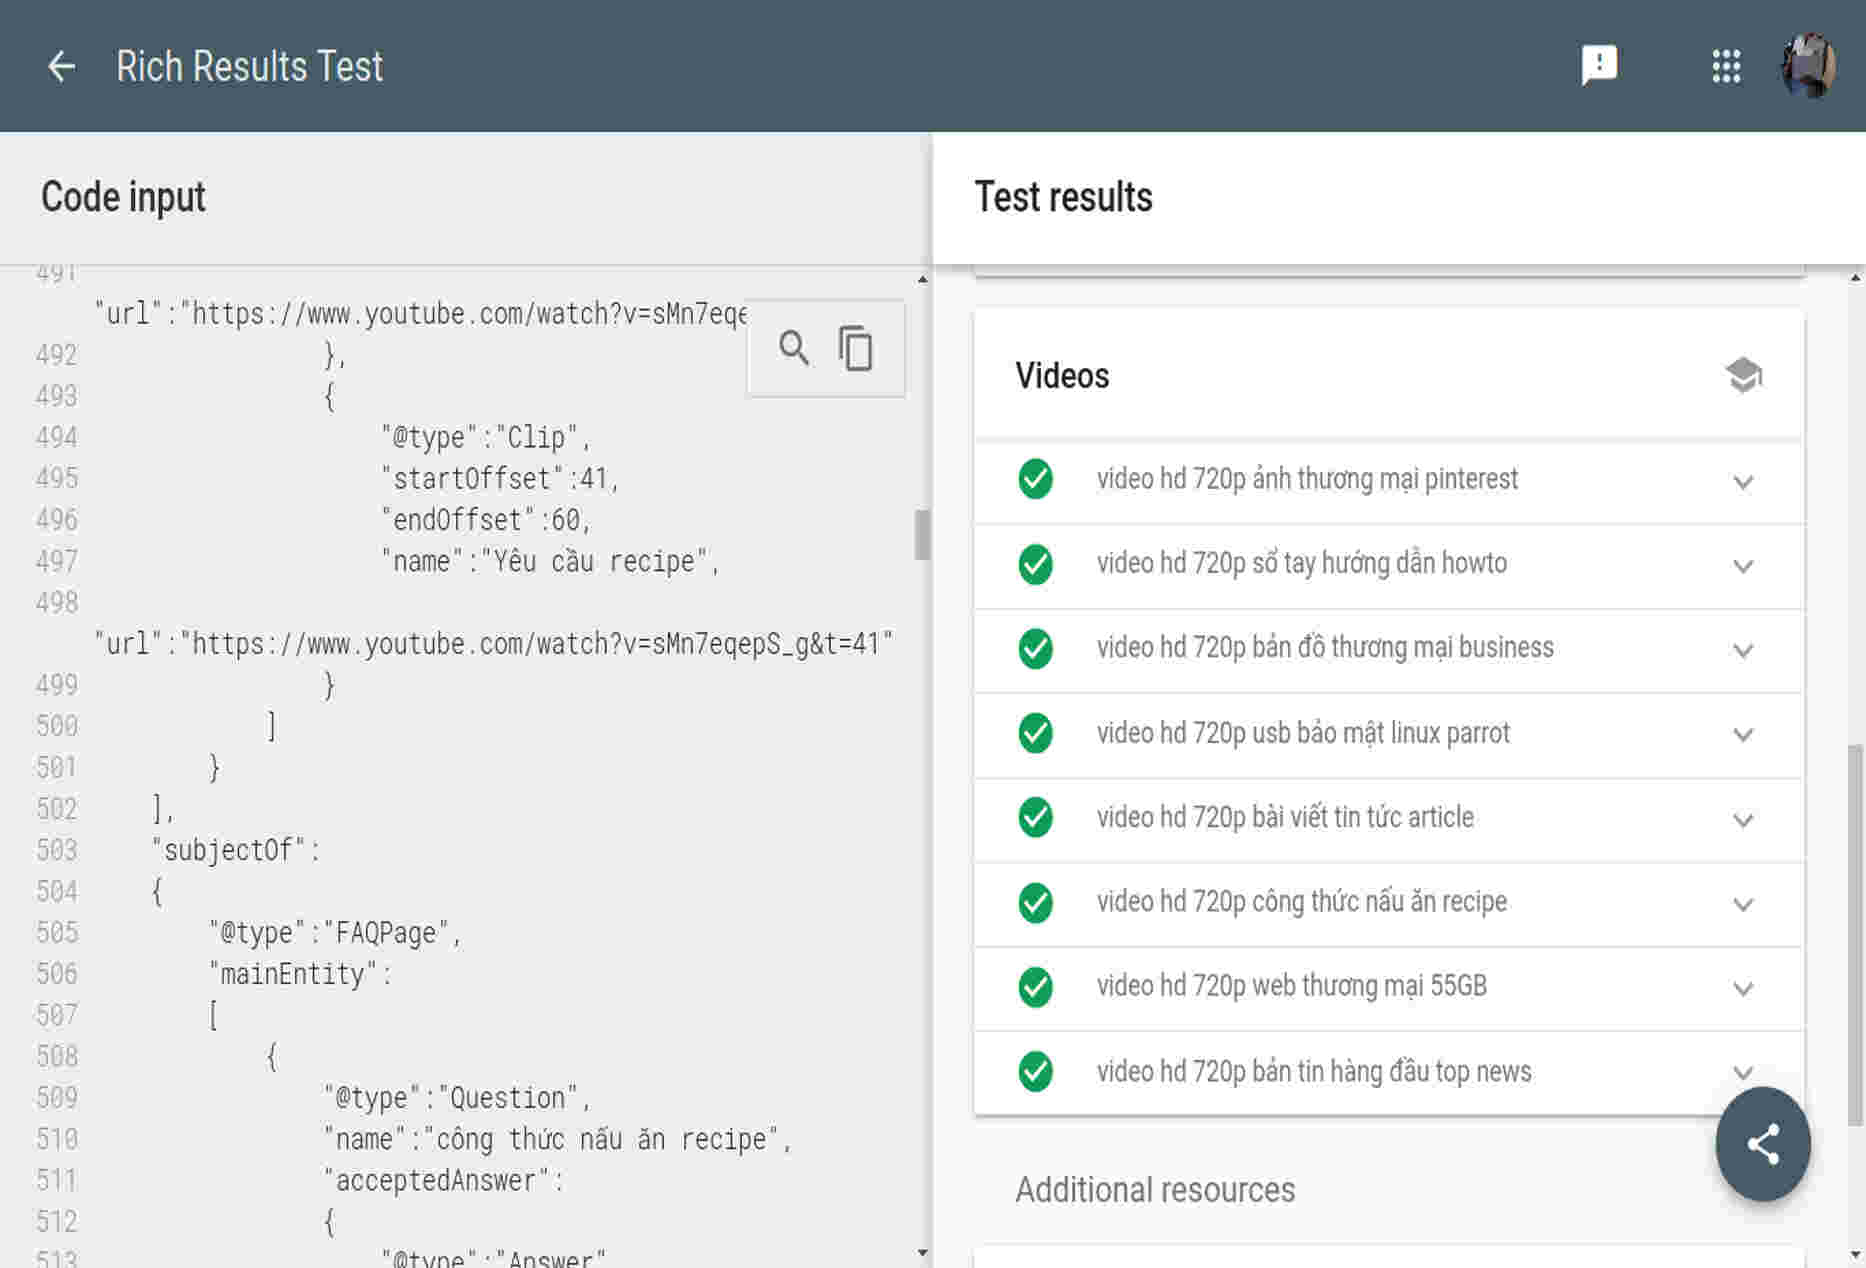 Rich Results Test
Code input
491
"url":"https://www.youtube.com/watch?v=sMn7eqe
492 },
493 {
494 "@type":"Clip",
495 "startOffset":41,
496 "endOffset":60,
497 "name":"Yêu cầu recipe",
498
"url":"https://www.youtube.com/watch?v=sMn7eqepS_g&t=41"
499 }
500 ]
501 }
502 ],
503 "subjectOf":
504 {
505 "@type":"FAQPage",
506 "mainEntity":
507 [
508 {
509 "@type":"Question",
510 "name":"công thức nấu ăn recipe",
511 "acceptedAnswer":
512 {
513 "@type":"Answer"
Test results
Videos
video hd 720p ảnh thương mại pinterest
video hd 720p sổ tay hướng dẫn howto
video hd 720p bản đồ thương mại business
video hd 720p usb bảo mật linux parrot
video hd 720p bài viết tin tức article
video hd 720p công thức nấu ăn recipe
video hd 720p web thương mại 55GB
video hd 720p bản tin hàng đầu top news
Additional resources